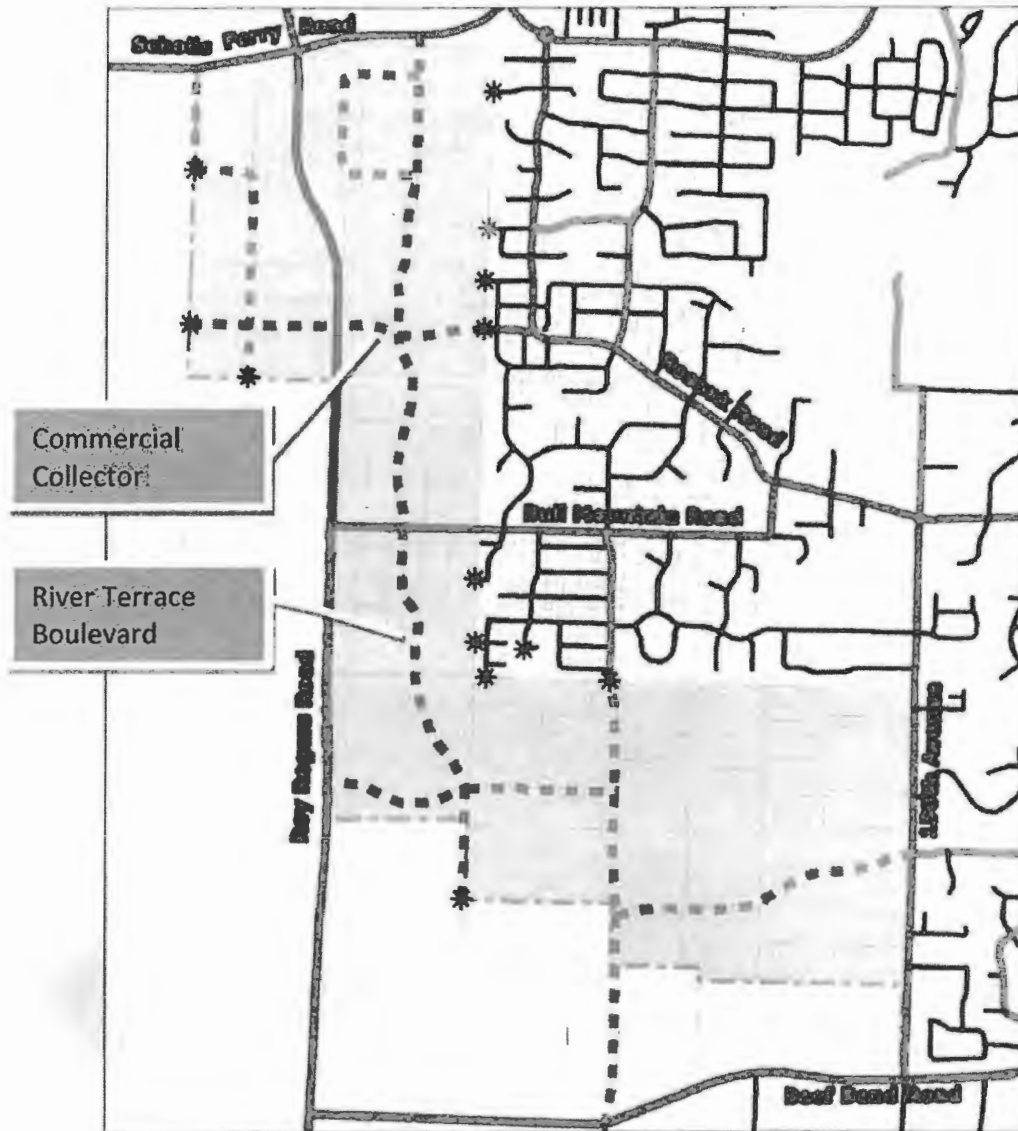 Scholls Ferry Road
Commercial
Collector
Bull Mountain Road
River Terrace
Boulevard
Roy Rogers Road
150th Avenue
Beef Bend Road